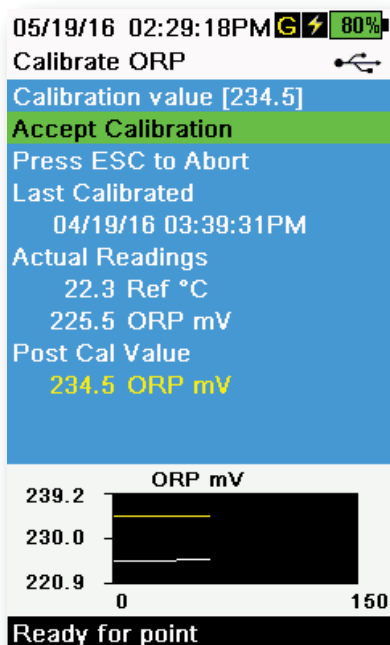 05/19/16 02:29:18PM G 80%
Calibrate ORP
Calibration value [234.5]
Accept Calibration
Press ESC to Abort
Last Calibrated
04/19/16 03:39:31PM
Actual Readings
22.3 Ref °C
225.5 ORP mV
Post Cal Value
234.5 ORP mV
ORP mV
239.2
230.0
220.9
0 150
Ready for point